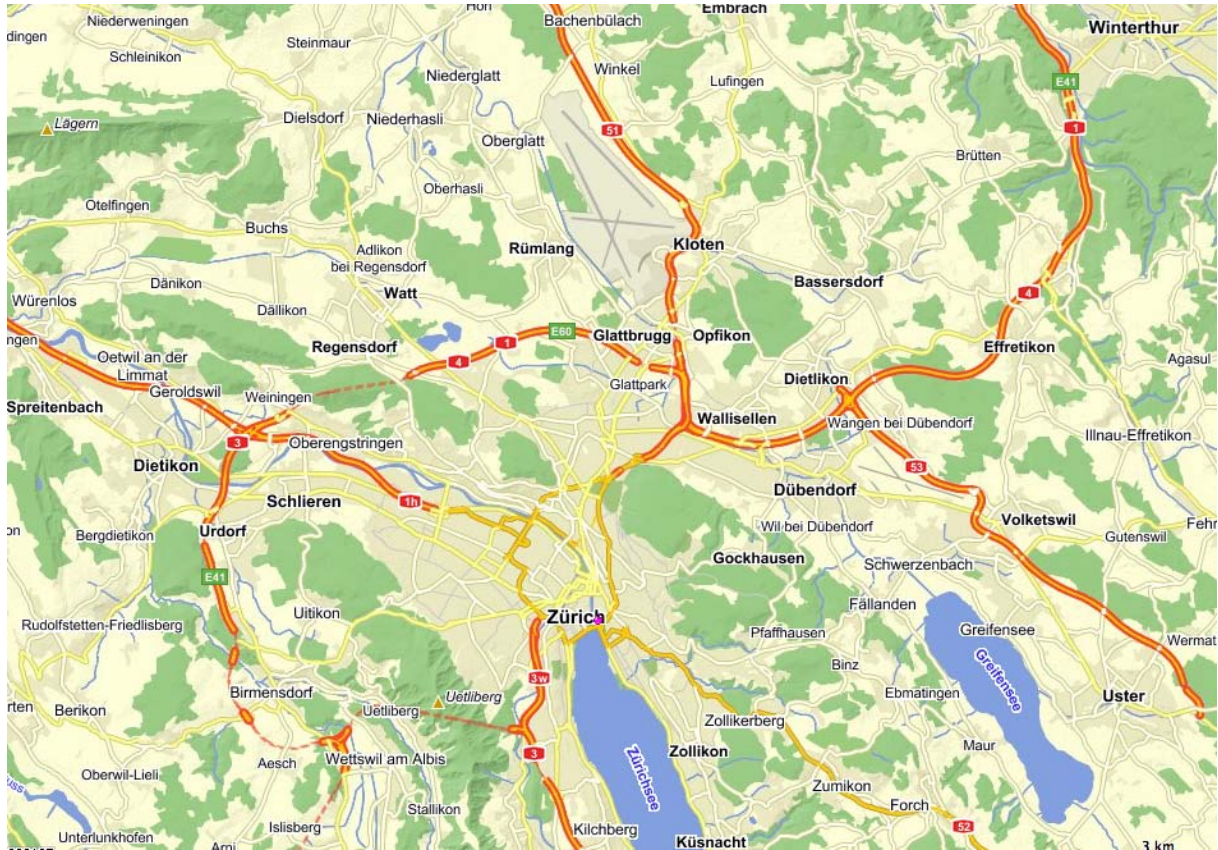 Höri
Embrach
Niederweningen
Bachenbülach
Winterthur
Steinmaur
Schleinikon
Winkel
Niederglatt
Lufingen
E41
Lägern
Dielsdorf
Niederhasli
51
1
Oberglatt
Brütten
Oberhasli
Otelfingen
Buchs
Rümlang
Kloten
Adlikon
bei Regensdorf
Dänikon
Bassersdorf
Würenlos
Dällikon
Watt
4
E60
1
Glattbrugg
Opfikon
Regensdorf
4
Effretikon
Oetwil an der
Limmat
Agasul
Geroldswil
Weiningen
Glattpark
Dietlikon
Spreitenbach
Wallisellen
Wangen bei Dübendorf
3
Oberengstringen
Illnau-Effretikon
Dietikon
53
Schlieren
1h
Dübendorf
Volketswil
Bergdietikon
Urdorf
Wil bei Dübendorf
Gutenswil
Fehr
Gockhausen
E41
Schwerzenbach
Uitikon
Zürich
Fällanden
Rudolfstetten-Friedlisberg
Pfaffhausen
Greifensee
Wermat
Binz
Greifensee
3w
Birmensdorf
Uetliberg
Ebmatingen
Uster
Berikon
Uetliberg
Zollikerberg
3
Zürichsee
Zollikon
Maur
Aesch
Wettswil am Albis
Oberwil-Lieli
Zumikon
Stallikon
Forch
Islisberg
Kilchberg
52
Unterlunkhofen
Arni
Küsnacht
3 km